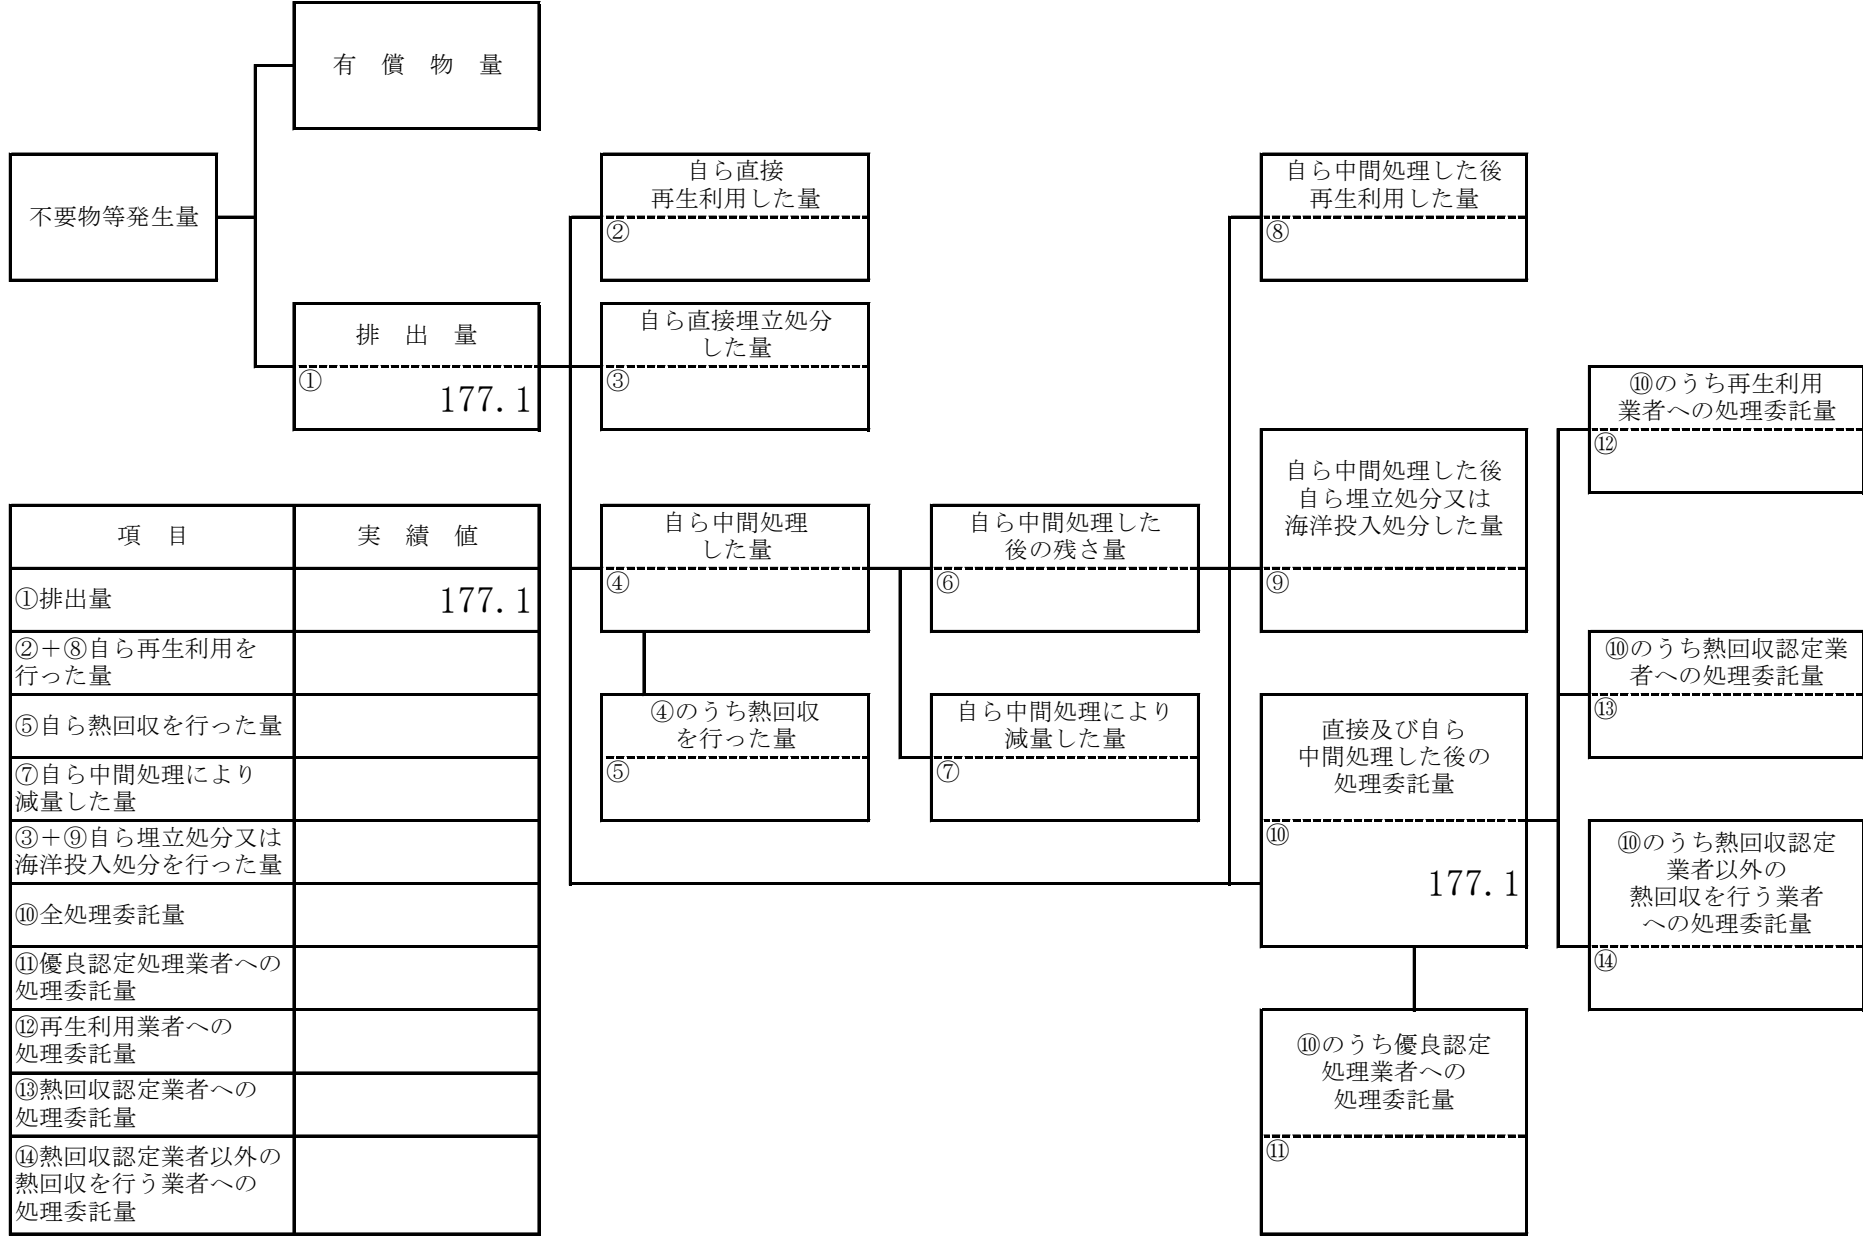 有 償 物 量
不要物等発生量
排 出 量
①
177.1
自ら直接
再生利用した量
②
自ら直接埋立処分
した量
③
自ら中間処理
した量
④
④のうち熱回収
を行った量
⑤
自ら中間処理した
後の残さ量
⑥
自ら中間処理により
減量した量
⑦
自ら中間処理した後
再生利用した量
⑧
自ら中間処理した後
自ら埋立処分又は
海洋投入処分した量
⑨
直接及び自ら
中間処理した後の
処理委託量
⑩
177.1
⑩のうち優良認定
処理業者への
処理委託量
⑪
⑩のうち再生利用
業者への処理委託量
⑫
⑩のうち熱回収認定業
者への処理委託量
⑬
⑩のうち熱回収認定
業者以外の
熱回収を行う業者
への処理委託量
⑭
項 目
実 績 値
①排出量
177.1
②+⑧自ら再生利用を
行った量
⑤自ら熱回収を行った量
⑦自ら中間処理により
減量した量
③+⑨自ら埋立処分又は
海洋投入処分を行った量
⑩全処理委託量
⑪優良認定処理業者への
処理委託量
⑫再生利用業者への
処理委託量
⑬熱回収認定業者への
処理委託量
⑭熱回収認定業者以外の
熱回収を行う業者への
処理委託量